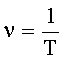 ν = 1/T